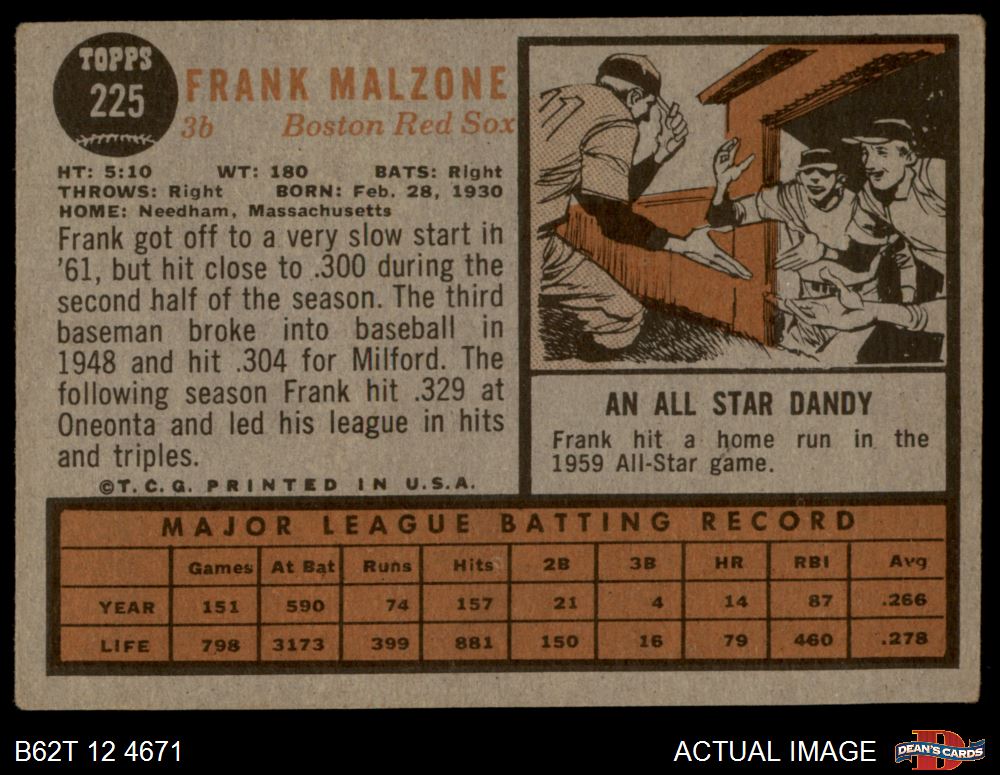 TOPPS
225
FRANK MALZONE
3b Boston Red Sox
HT: 5:10 WT: 180 BATS: Right
THROWS: Right BORN: Feb. 28, 1930
HOME: Needham, Massachusetts
Frank got off to a very slow start in
'61, but hit close to .300 during the
second half of the season. The third
baseman broke into baseball in
1948 and hit .304 for Milford. The
following season Frank hit .329 at
Oneonta and led his league in hits
and triples.
©T. C. G. PRINTED IN U.S.A.
AN ALL STAR DANDY
Frank hit a home run in the
1959 All-Star game.
MAJOR LEAGUE BATTING RECORD
Games At Bat Runs Hits 2B 3B HR RBI Avg
YEAR 151 590 74 157 21 4 14 87 .266
LIFE 798 3173 399 881 150 16 79 460 .278
B62T 12 4671
ACTUAL IMAGE
DEAN'S CARDS